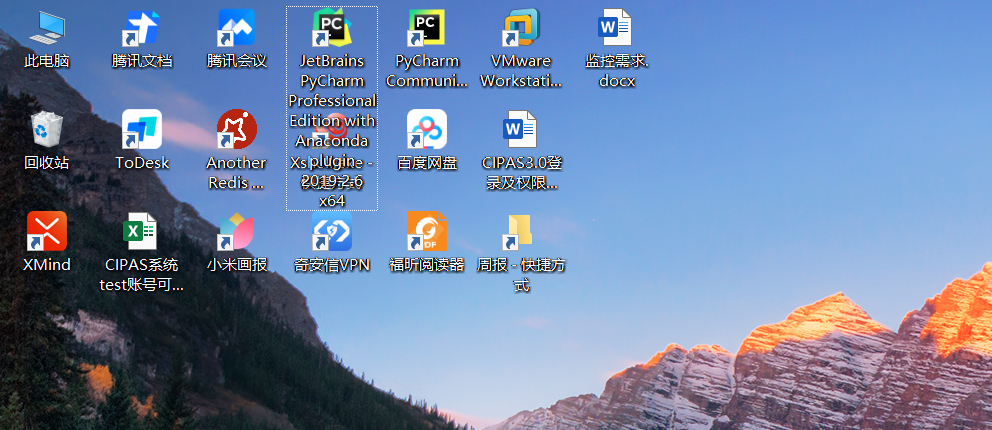 此电脑
腾讯文档
腾讯会议
JetBrains
PyCharm
Professional
Edition with
Anaconda
plugin
2019.2.6
x64
PyCharm
Communi...
VMware
Workstati...
监控需求.
docx
回收站
ToDesk
Another
Redis ...
百度网盘
CIPAS3.0登
录及权限...
XMind
CIPAS系统
test账号可...
小米画报
奇安信VPN
福昕阅读器
周报 - 快捷方
式